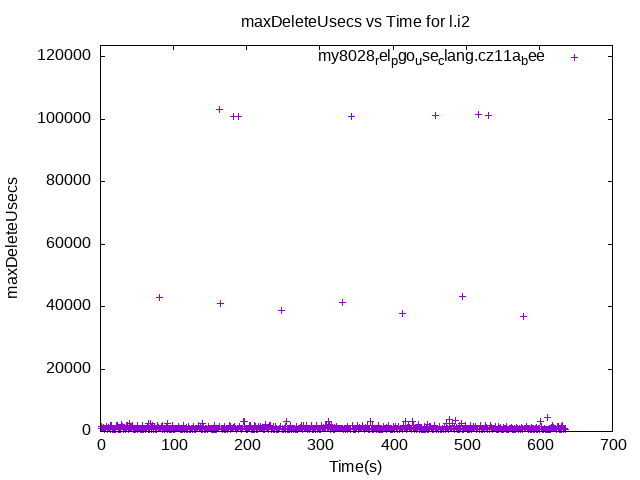 maxDeleteUsecs vs Time for l.i2
my8028relpgouseclang.cz11abee
120000
100000
80000
60000
40000
20000
0
maxDeleteUsecs
0 100 200 300 400 500 600 700
Time(s)